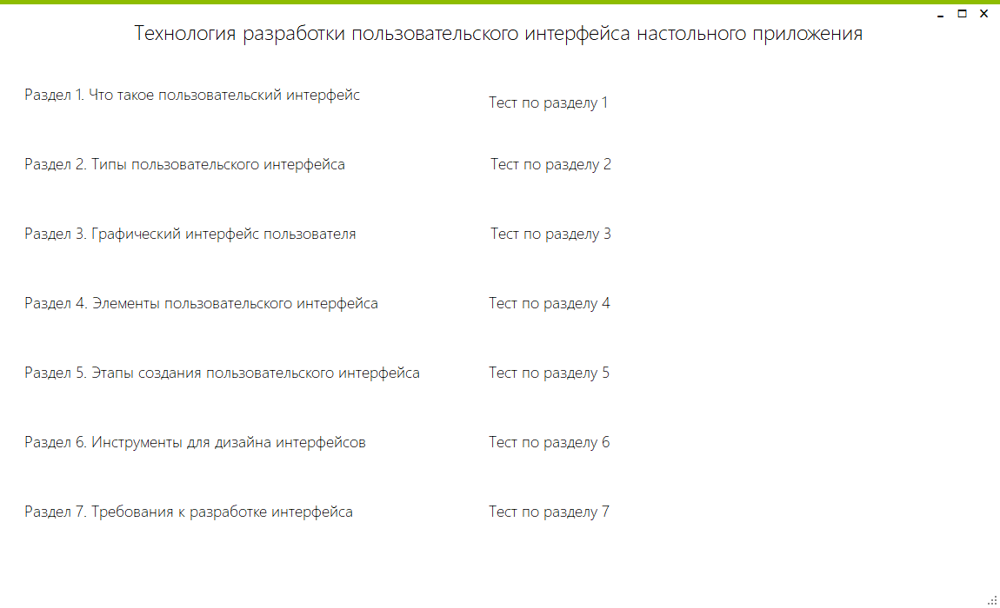 Технология разработки пользовательского интерфейса настольного приложения
Раздел 1. Что такое пользовательский интерфейс
Тест по разделу 1
Раздел 2. Типы пользовательского интерфейса
Тест по разделу 2
Раздел 3. Графический интерфейс пользователя
Тест по разделу 3
Раздел 4. Элементы пользовательского интерфейса
Тест по разделу 4
Раздел 5. Этапы создания пользовательского интерфейса
Тест по разделу 5
Раздел 6. Инструменты для дизайна интерфейсов
Тест по разделу 6
Раздел 7. Требования к разработке интерфейса
Тест по разделу 7